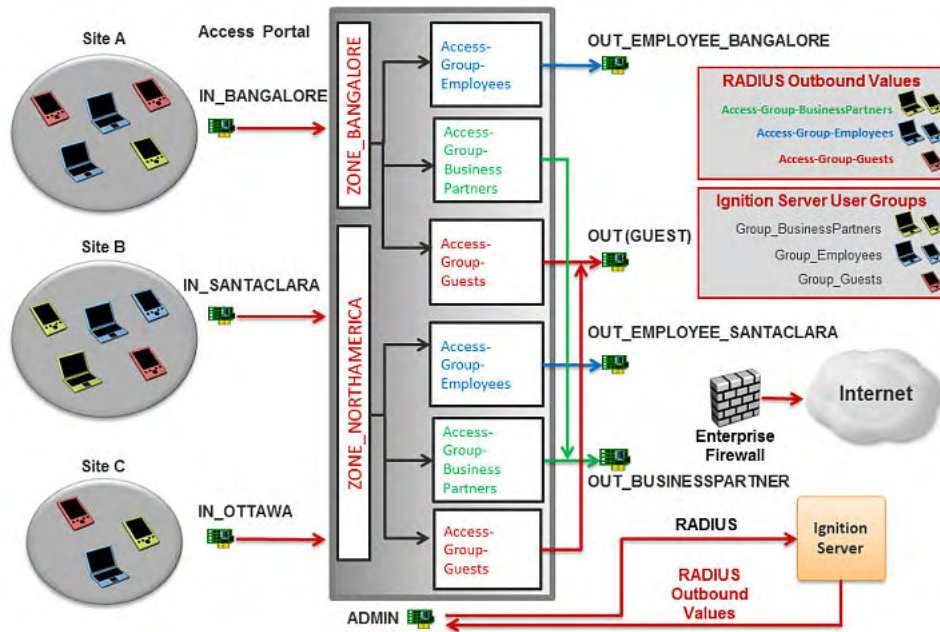 Site A
Access Portal
IN_BANGALORE
Site B
IN_SANTACLARA
Site C
IN_OTTAWA
ZONE_BANGALORE
ZONE_NORTHAMERICA
Access-
Group-
Employees
Access-
Group-
Business
Partners
Access-
Group-
Guests
Access-
Group-
Employees
Access-
Group-
Business
Partners
Access-
Group-
Guests
OUT_EMPLOYEE_BANGALORE
OUT(GUEST)
OUT_EMPLOYEE_SANTACLARA
OUT_BUSINESSPARTNER
RADIUS Outbound Values
Access-Group-BusinessPartners
Access-Group-Employees
Access-Group-Guests
Ignition Server User Groups
Group_BusinessPartners
Group_Employees
Group_Guests
Enterprise
Firewall
Internet
RADIUS
Ignition
Server
RADIUS
Outbound
Values
ADMIN